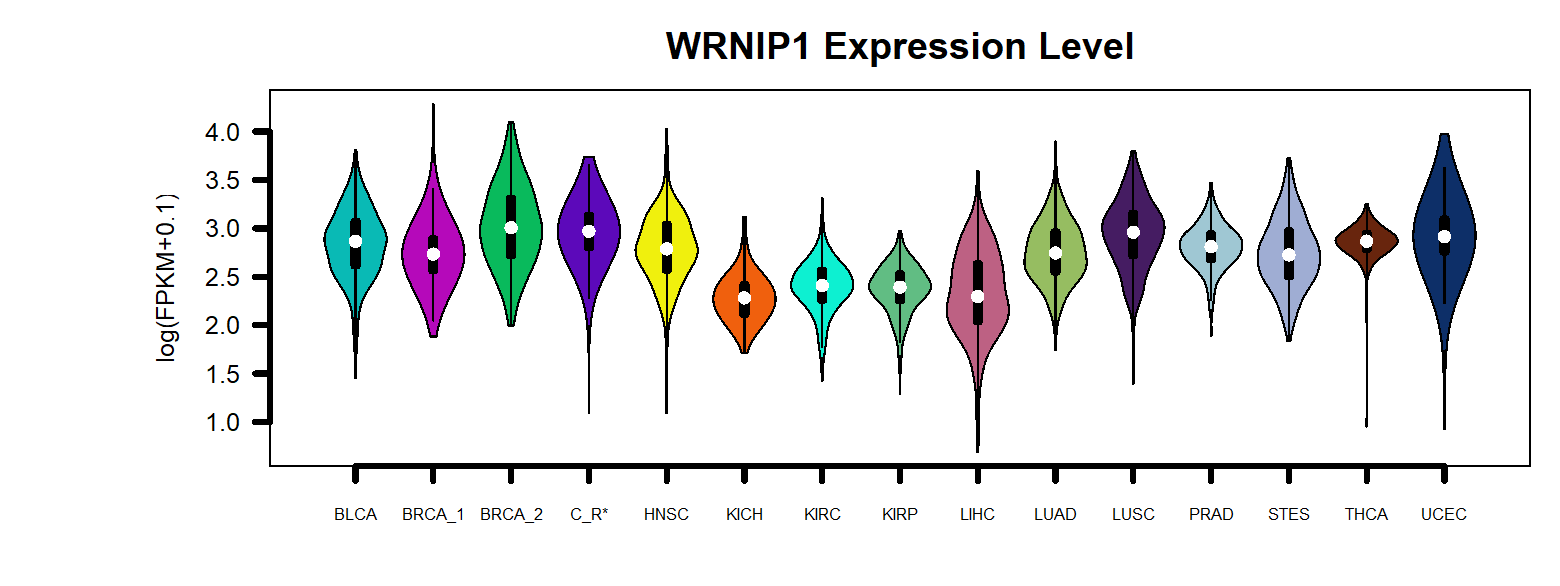 WRNIP1 Expression Level
log(FPKM+0.1)
4.0
3.5
3.0
2.5
2.0
1.5
1.0
BLCA BRCA_1 BRCA_2 C_R* HNSC KICH KIRC KIRP LIHC LUAD LUSC PRAD STES THCA UCEC